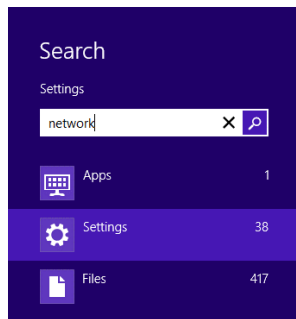 Search
Settings
network
Apps 1
Settings 38
Files 417